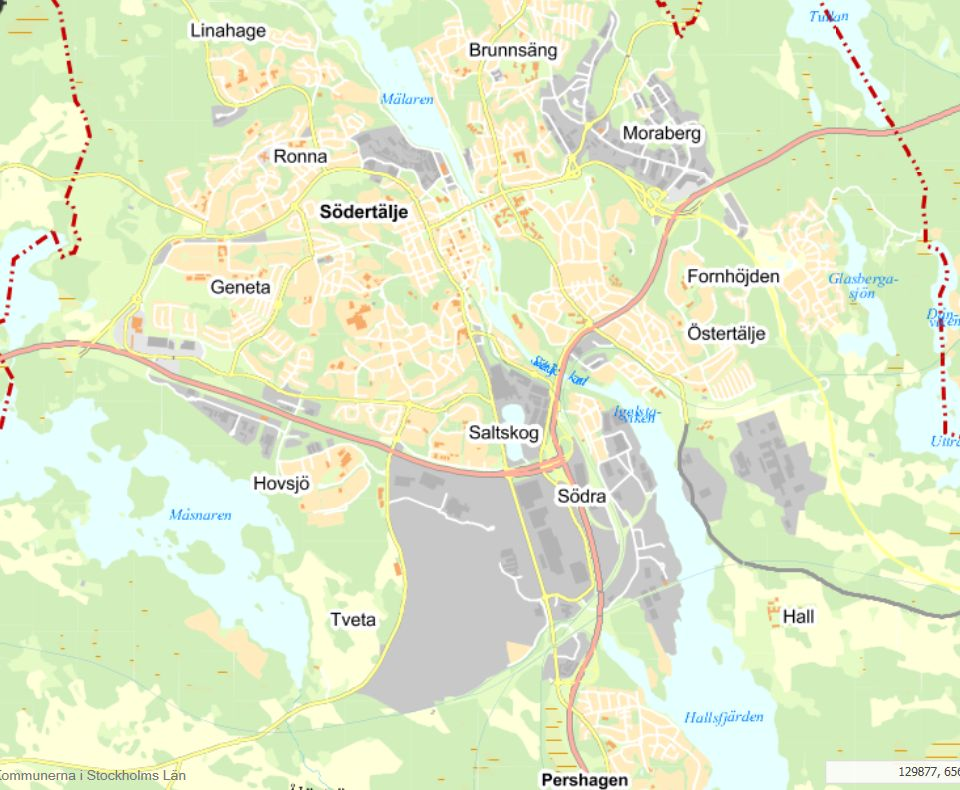 Tullan
Linahage
Brunnsäng
Mälaren
Moraberg
Ronna
Södertälje
Fornhöjden
Glasberga-
sjön
Geneta
Östertälje
Igelsta-
viken
Saltskog
Hovsjö
Södra
Måsnaren
Tveta
Hall
Hallsfjärden
Kommunerna i Stockholms Län
129877, 656
Pershagen